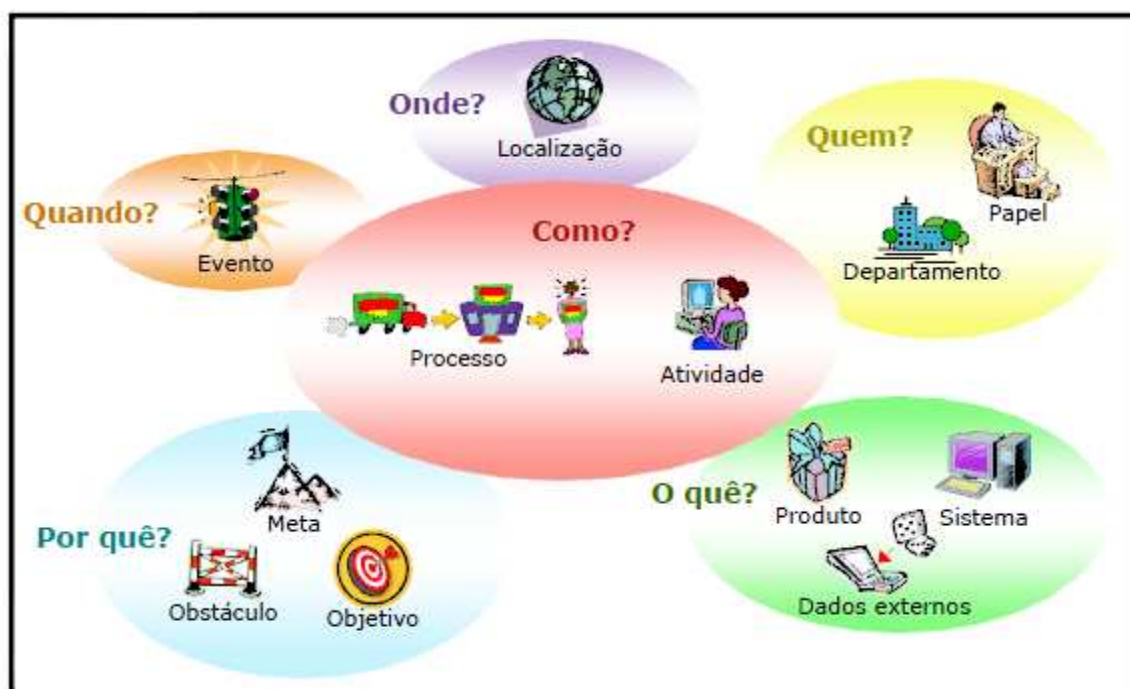 Onde?
Localização
Quem?
Papel
Departamento
Quando?
Evento
Como?
Processo
Atividade
Por quê?
Meta
Obstáculo
Objetivo
O quê?
Produto
Sistema
Dados externos